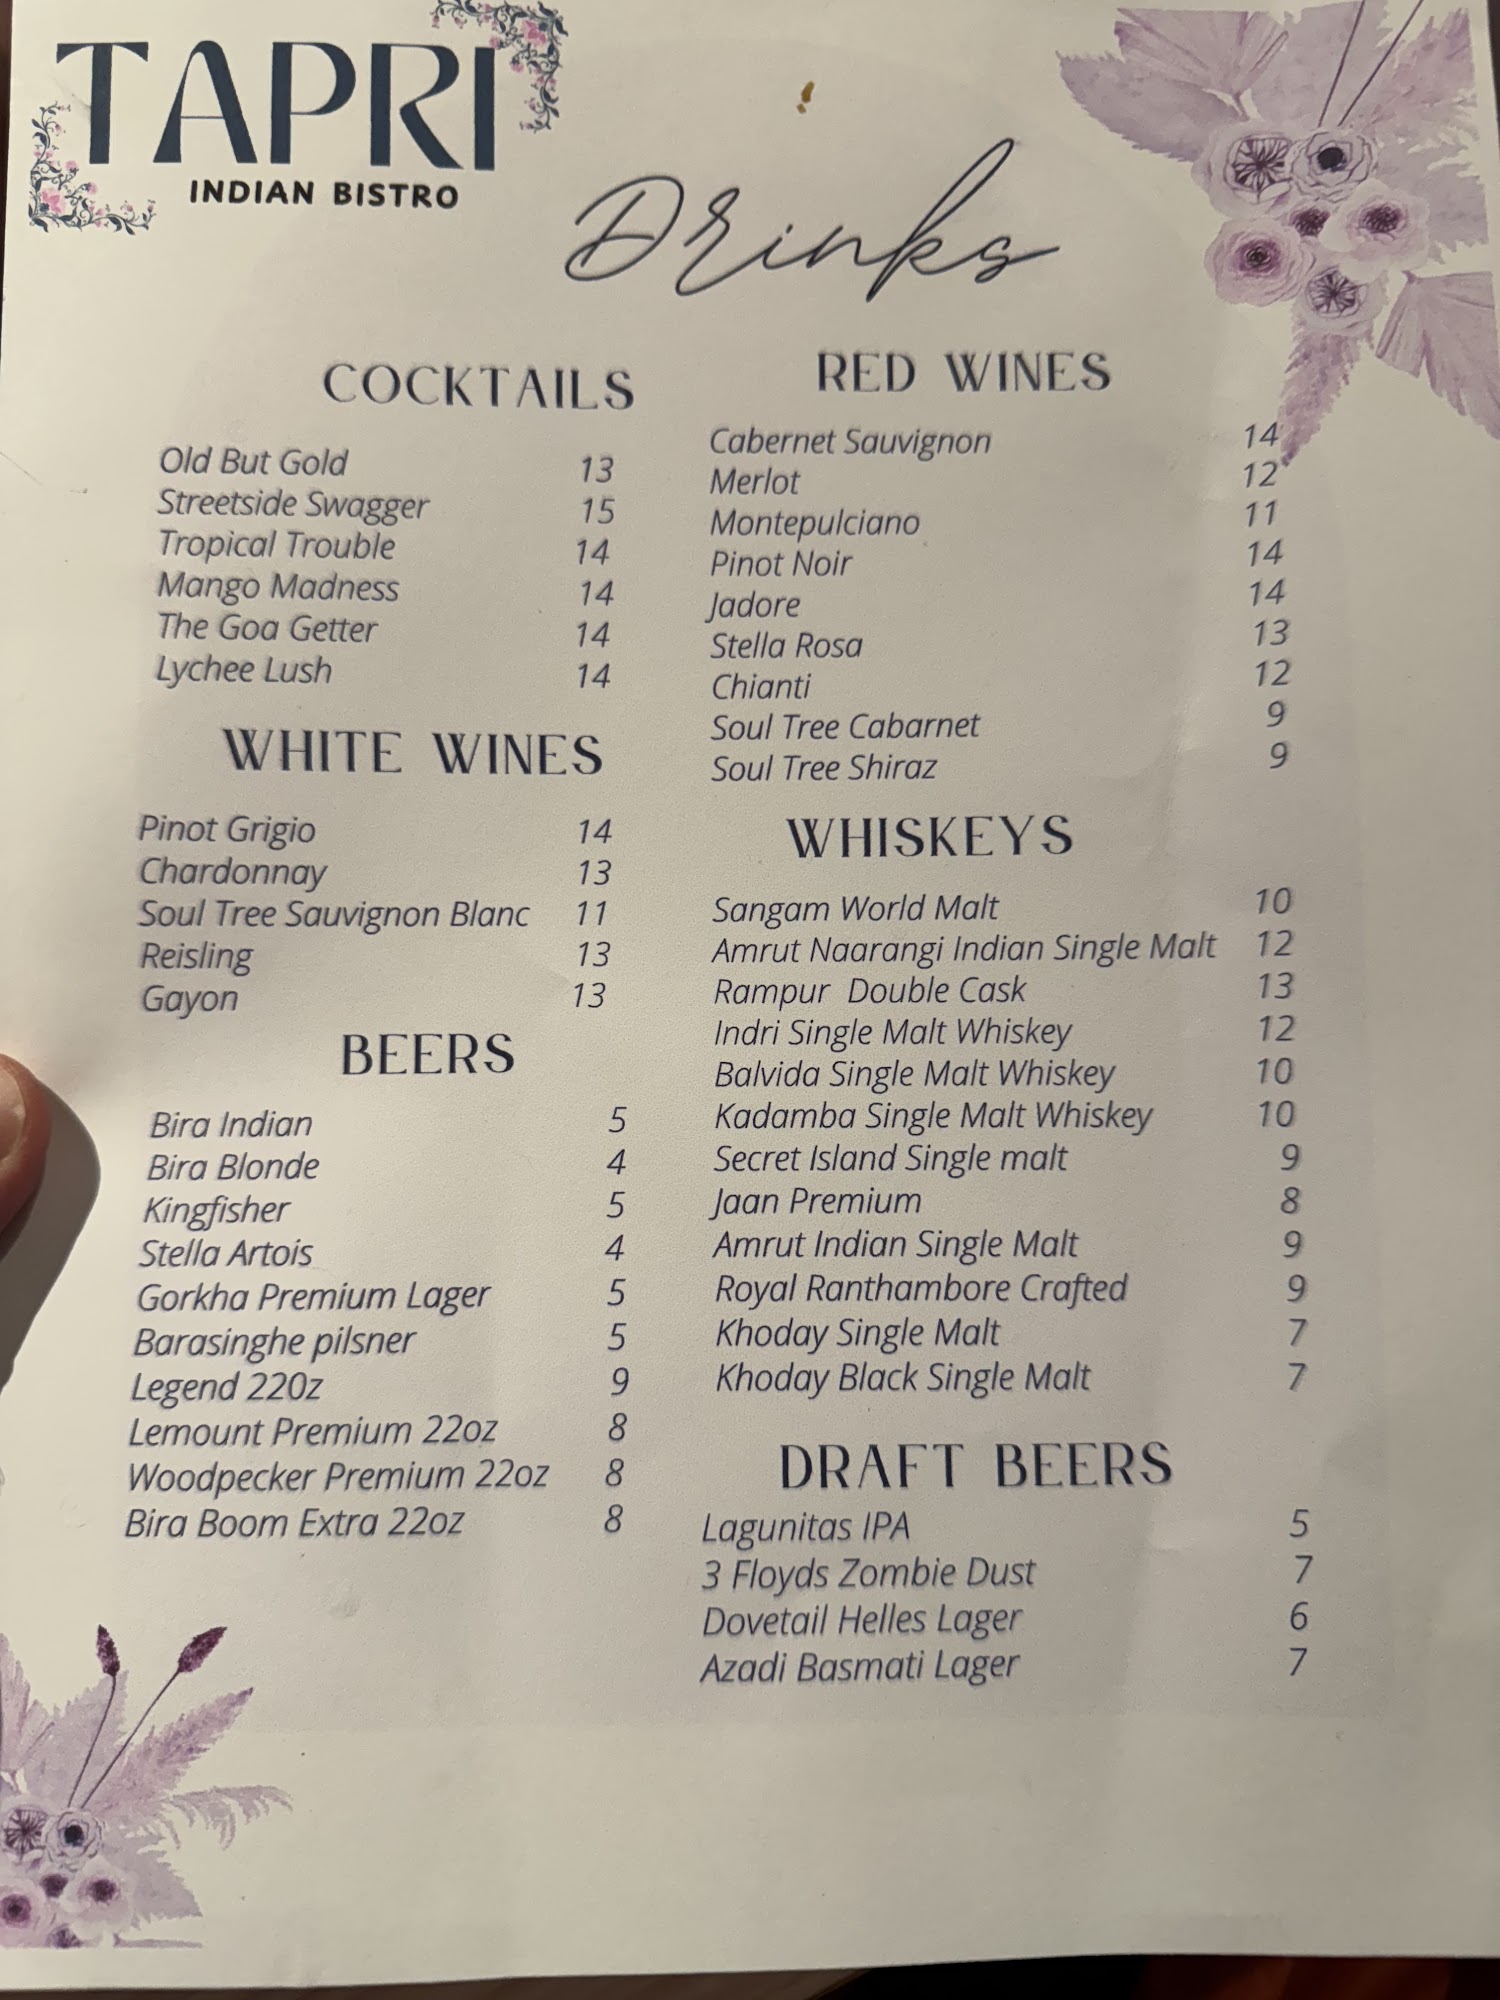 TAPRI
INDIAN BISTRO
Drinks
COCKTAILS
Old But Gold 13
Streetside Swagger 15
Tropical Trouble 14
Mango Madness 14
The Goa Getter 14
Lychee Lush 14
WHITE WINES
Pinot Grigio 14
Chardonnay 13
Soul Tree Sauvignon Blanc 11
Reisling 13
Gayon 13
BEERS
Bira Indian 5
Bira Blonde 4
Kingfisher 5
Stella Artois 4
Gorkha Premium Lager 5
Barasinghe pilsner 5
Legend 220z 9
Lemount Premium 22oz 8
Woodpecker Premium 22oz 8
Bira Boom Extra 22oz 8
RED WINES
Cabernet Sauvignon 14
Merlot 12
Montepulciano 11
Pinot Noir 14
Jadore 14
Stella Rosa 13
Chianti 12
Soul Tree Cabarnet 9
Soul Tree Shiraz 9
WHISKEYS
Sangam World Malt 10
Amrut Naarangi Indian Single Malt 12
Rampur Double Cask 13
Indri Single Malt Whiskey 12
Balvida Single Malt Whiskey 10
Kadamba Single Malt Whiskey 10
Secret Island Single malt 9
Jaan Premium 8
Amrut Indian Single Malt 9
Royal Ranthambore Crafted 9
Khoday Single Malt 7
Khoday Black Single Malt 7
DRAFT BEERS
Lagunitas IPA 5
3 Floyds Zombie Dust 7
Dovetail Helles Lager 6
Azadi Basmati Lager 7